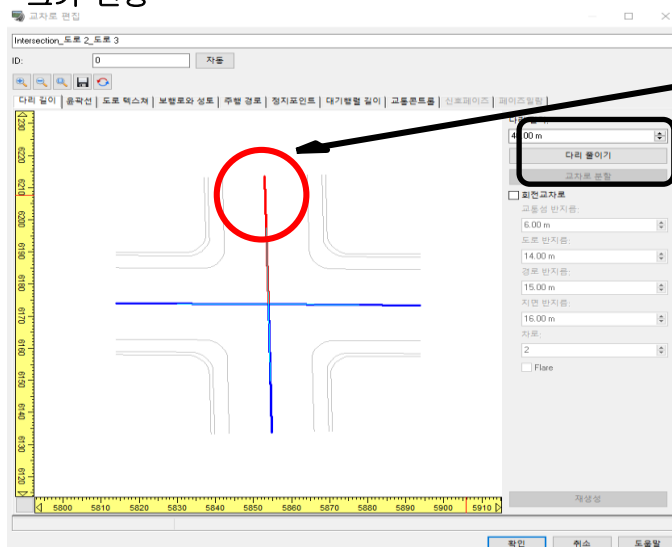 교차로 편집
Intersection_도로 2_도로 3
ID: 0 자동
다리 길이 윤곽선 도로 텍스쳐 보행로와 성토 주행 경로 정지포인트 대기행렬 길이 교통콘트롤 신호페이즈 페이즈일람
.00 m
다리 줄이기
교차로 분할
회전교차로
교통섬 반지름:
6.00 m
도로 반지름:
14.00 m
경로 반지름:
15.00 m
지면 반지름:
16.00 m
차로:
2
Flare
재생성
6230
6220
6210
6200
6190
6180
6170
6160
6150
6140
6130
6120
5800 5810 5820 5830 5840 5850 5860 5870 5880 5890 5900 5910
확인 취소 도움말